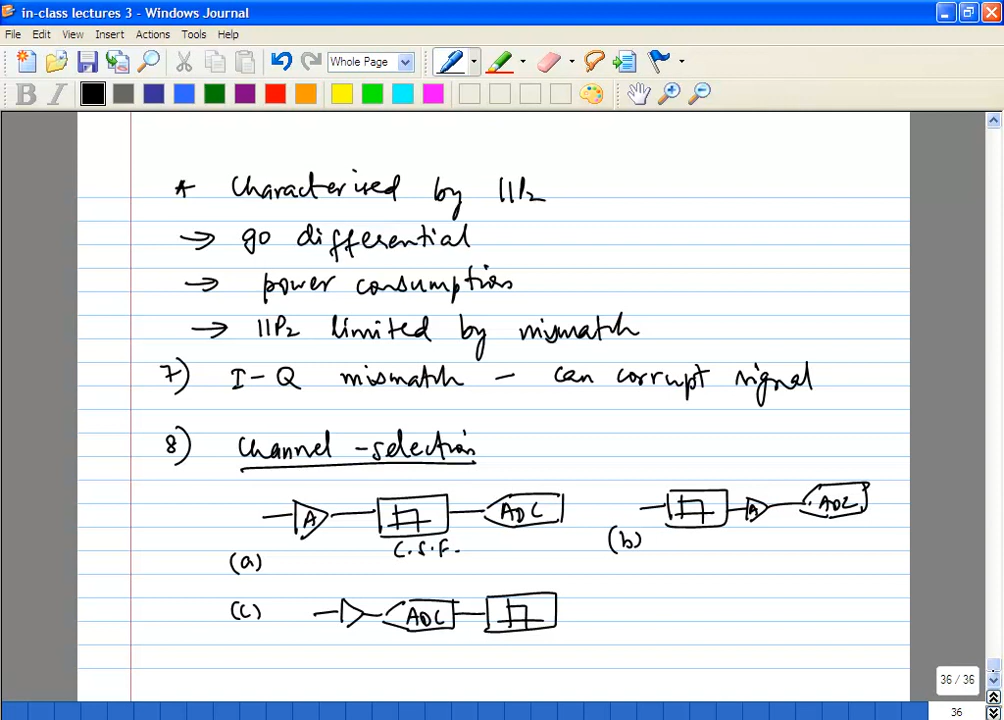 in-class lectures 3 - Windows Journal
File Edit View Insert Actions Tools Help
Whole Page
B I
* Characterised by IIP2
→ go differential
→ power consumption
→ IIP2 limited by mismatch
7) I-Q mismatch - can corrupt signal
8) Channel-selection
A ADC A ADC
C.S.F.
(a) (b)
(c) ADC
36 / 36
36